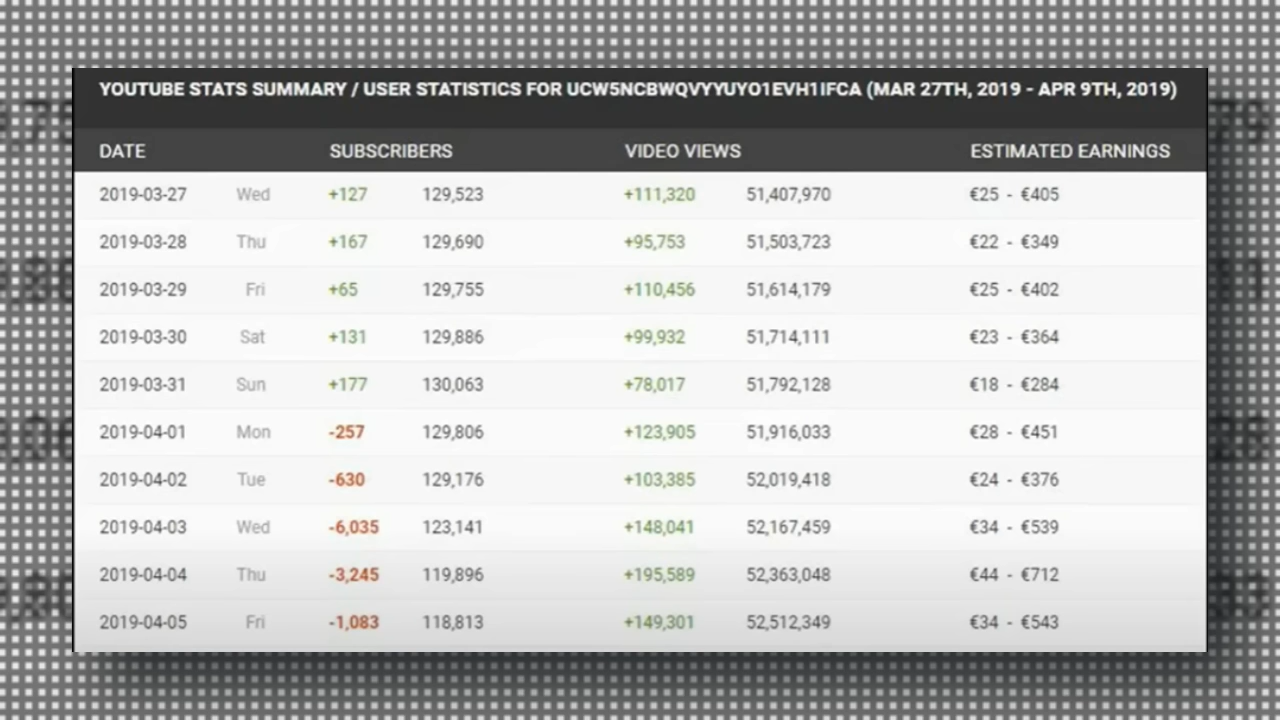 YOUTUBE STATS SUMMARY / USER STATISTICS FOR UCW5NCBWQVYYUYO1EVH1IFCA (MAR 27TH, 2019 - APR 9TH, 2019)
DATE SUBSCRIBERS VIDEO VIEWS ESTIMATED EARNINGS
2019-03-27 Wed +127 129,523 +111,320 51,407,970 €25 - €405
2019-03-28 Thu +167 129,690 +95,753 51,503,723 €22 - €349
2019-03-29 Fri +65 129,755 +110,456 51,614,179 €25 - €402
2019-03-30 Sat +131 129,886 +99,932 51,714,111 €23 - €364
2019-03-31 Sun +177 130,063 +78,017 51,792,128 €18 - €284
2019-04-01 Mon -257 129,806 +123,905 51,916,033 €28 - €451
2019-04-02 Tue -630 129,176 +103,385 52,019,418 €24 - €376
2019-04-03 Wed -6,035 123,141 +148,041 52,167,459 €34 - €539
2019-04-04 Thu -3,245 119,896 +195,589 52,363,048 €44 - €712
2019-04-05 Fri -1,083 118,813 +149,301 52,512,349 €34 - €543